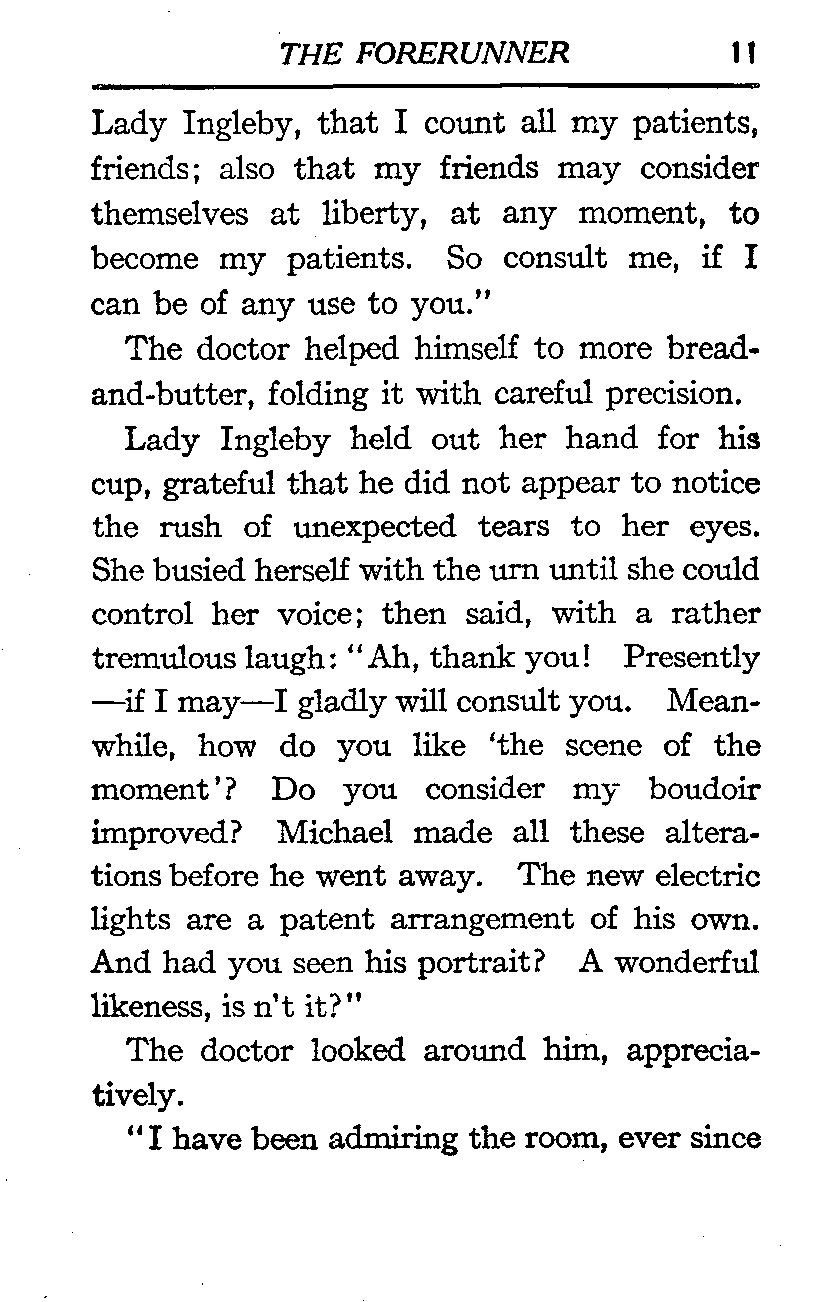 THE FORERUNNER 11
Lady Ingleby, that I count all my patients,
friends; also that my friends may consider
themselves at liberty, at any moment, to
become my patients. So consult me, if I
can be of any use to you."
The doctor helped himself to more bread-
and-butter, folding it with careful precision.
Lady Ingleby held out her hand for his
cup, grateful that he did not appear to notice
the rush of unexpected tears to her eyes.
She busied herself with the urn until she could
control her voice; then said, with a rather
tremulous laugh: "Ah, thank you! Presently
—if I may—I gladly will consult you. Mean-
while, how do you like 'the scene of the
moment'? Do you consider my boudoir
improved? Michael made all these altera-
tions before he went away. The new electric
lights are a patent arrangement of his own.
And had you seen his portrait? A wonderful
likeness, is n't it?"
The doctor looked around him, apprecia-
tively.
"I have been admiring the room, ever since